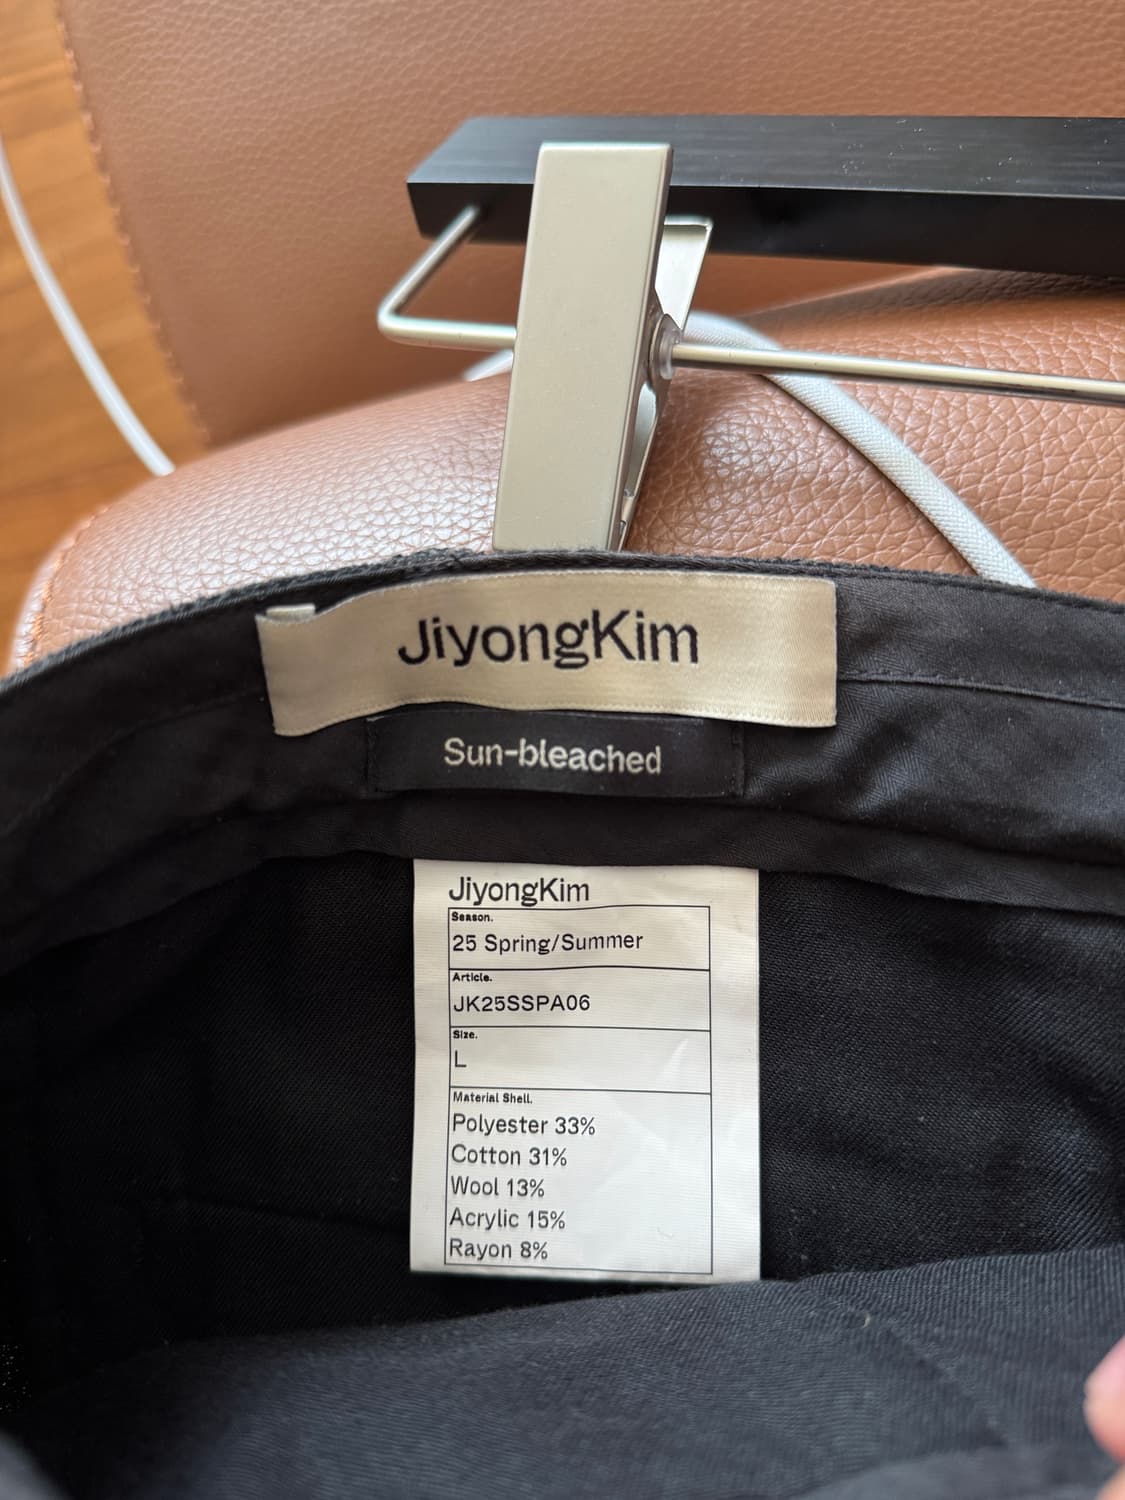 JiyongKim
Sun-bleached
JiyongKim
Season.
25 Spring/Summer
Article.
JK25SSPA06
Size.
L
Material Shell.
Polyester 33%
Cotton 31%
Wool 13%
Acrylic 15%
Rayon 8%